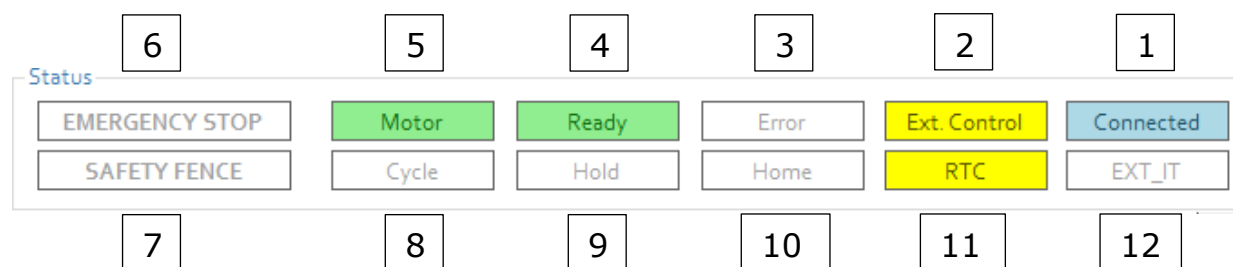 6 5 4 3 2 1
Status
EMERGENCY STOP Motor Ready Error Ext. Control Connected
SAFETY FENCE Cycle Hold Home RTC EXT_IT
7 8 9 10 11 12